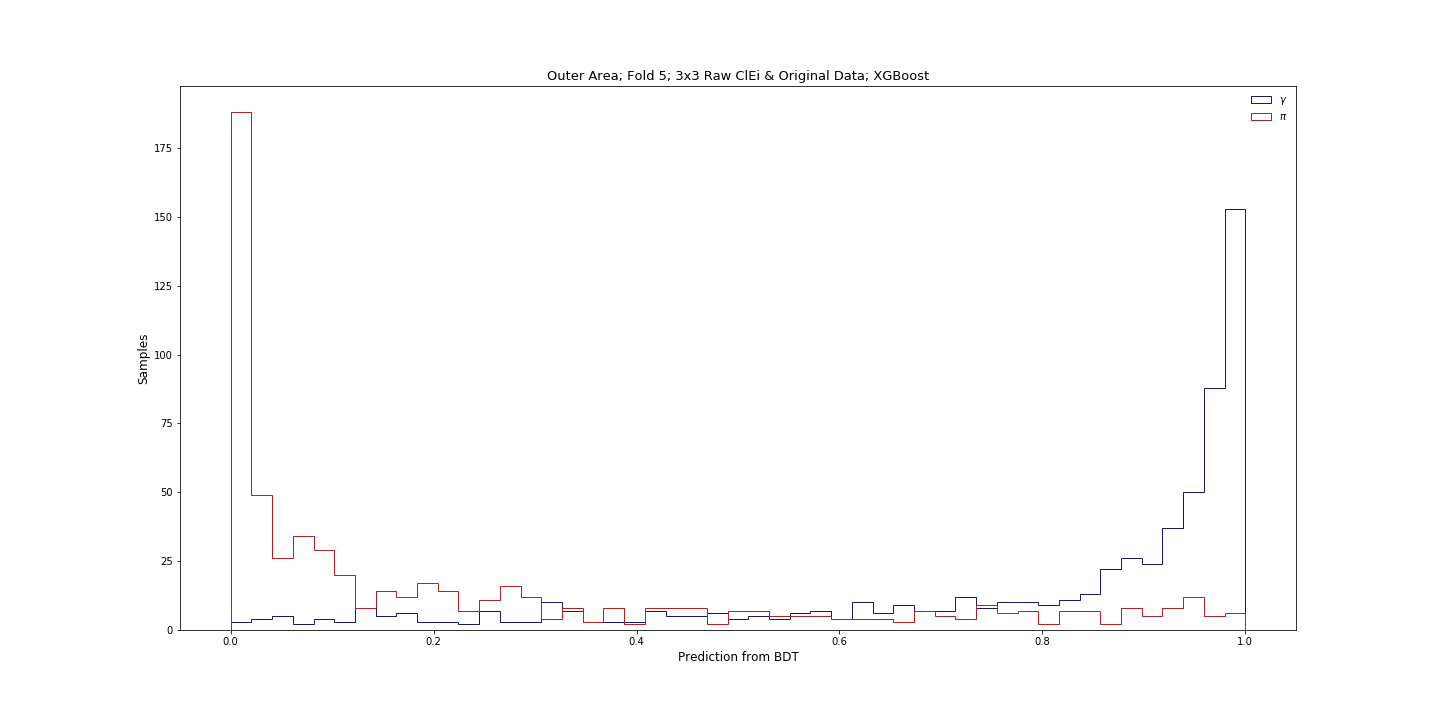 Outer Area; Fold 5; 3x3 Raw ClEi & Original Data; XGBoost
γ
π
175
150
125
100
75
50
25
0
Samples
0.0 0.2 0.4 0.6 0.8 1.0
Prediction from BDT